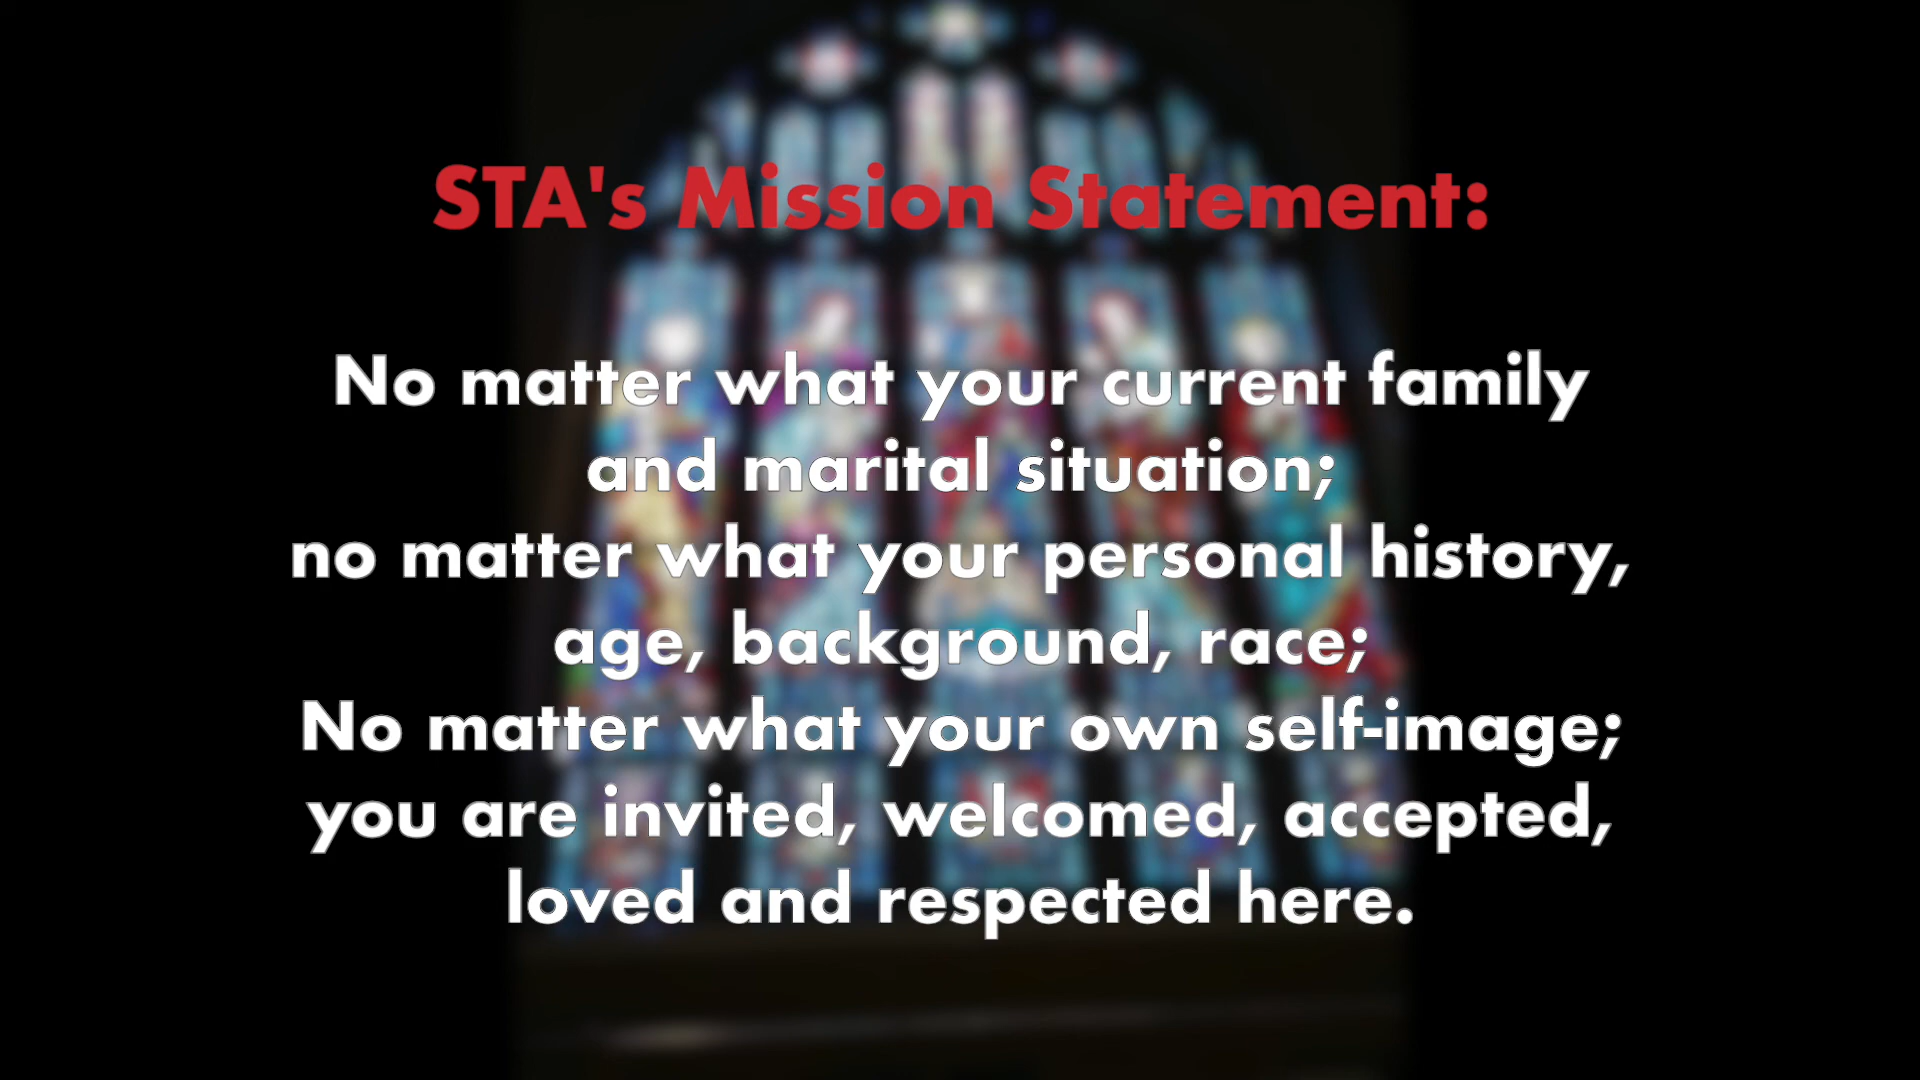 STA's Mission Statement:
No matter what your current family
and marital situation;
no matter what your personal history,
age, background, race;
No matter what your own self-image;
you are invited, welcomed, accepted,
loved and respected here.